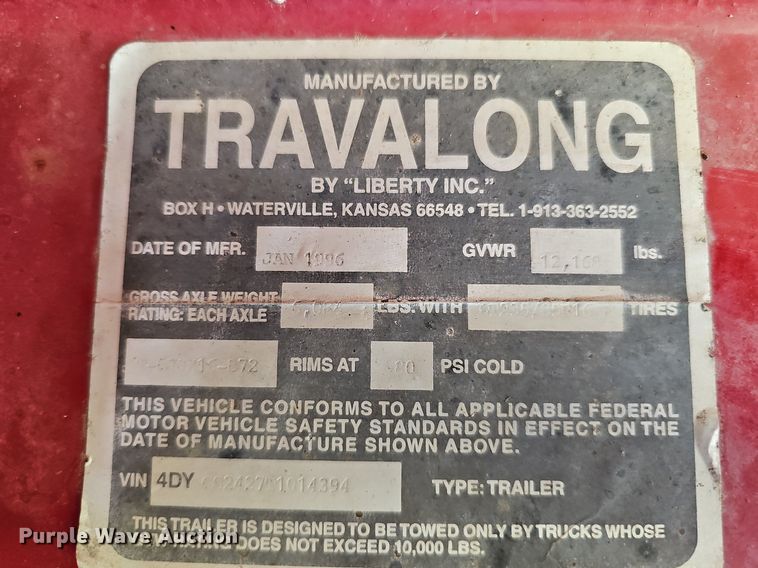 MANUFACTURED BY
TRAVALONG
BY "LIBERTY INC."
BOX H • WATERVILLE, KANSAS 66548 • TEL. 1-913-363-2552
DATE OF MFR. JAN 1996 GVWR lbs.
GROSS AXLE WEIGHT
RATING: EACH AXLE LBS. WITH TIRES
RIMS AT PSI COLD
THIS VEHICLE CONFORMS TO ALL APPLICABLE FEDERAL
MOTOR VEHICLE SAFETY STANDARDS IN EFFECT ON THE
DATE OF MANUFACTURE SHOWN ABOVE.
VIN 4DY TYPE: TRAILER
THIS TRAILER IS DESIGNED TO BE TOWED ONLY BY TRUCKS WHOSE
RATING DOES NOT EXCEED 10,000 LBS.
Purple Wave Auction